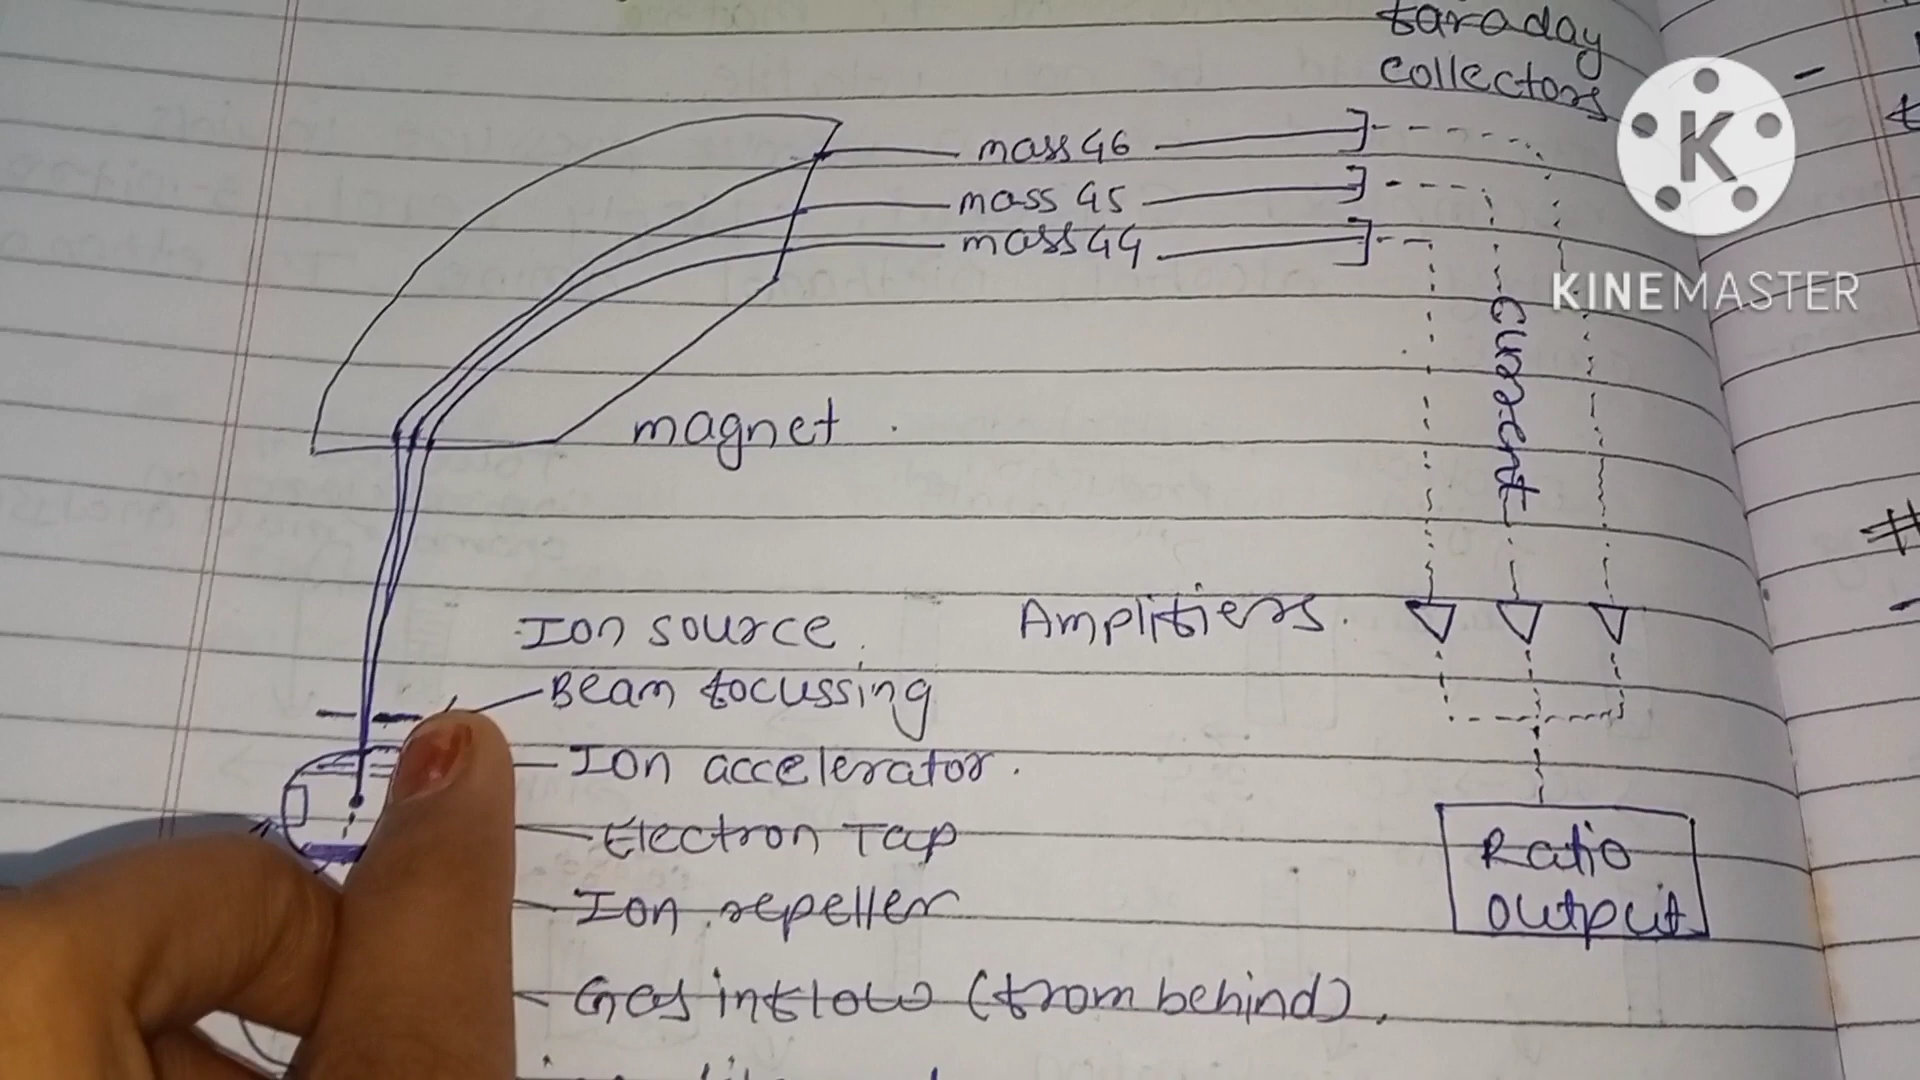 faraday
collectors
mass 46
mass 45
mass 44
K
KINEMASTER
Current
magnet
Ion source
Amplifiers.
Beam focussing
Ion accelerator.
Electron Tap
Ion repeller
Gas inflow (from behind).
Ratio
output